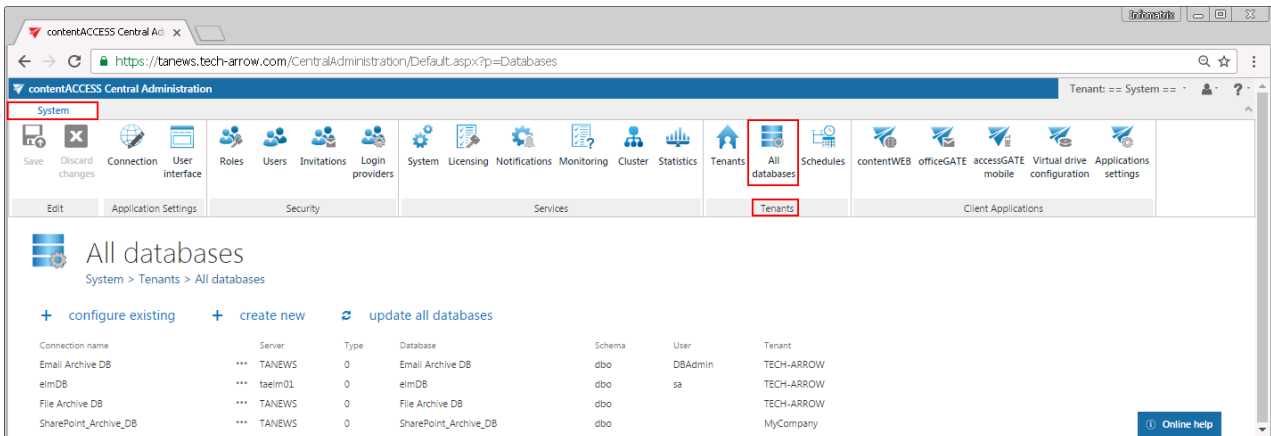 Infomatrix
contentACCESS Central Ad
https://tanews.tech-arrow.com/CentralAdministration/Default.aspx?p=Databases
contentACCESS Central Administration
Tenant: == System ==
?
System
Save
Discard changes
Connection
User interface
Roles
Users
Invitations
Login providers
System
Licensing
Notifications
Monitoring
Cluster
Statistics
Tenants
All databases
Schedules
contentWEB
officeGATE
accessGATE mobile
Virtual drive configuration
Applications settings
Edit
Application Settings
Security
Services
Tenants
Client Applications
All databases
System > Tenants > All databases
+ configure existing + create new update all databases
Connection name Server Type Database Schema User Tenant
Email Archive DB *** TANEWS 0 Email Archive DB dbo DBAdmin TECH-ARROW
elmDB *** taelm01 0 elmDB dbo sa TECH-ARROW
File Archive DB *** TANEWS 0 File Archive DB dbo TECH-ARROW
SharePoint_Archive_DB *** TANEWS 0 SharePoint_Archive_DB dbo MyCompany
Online help